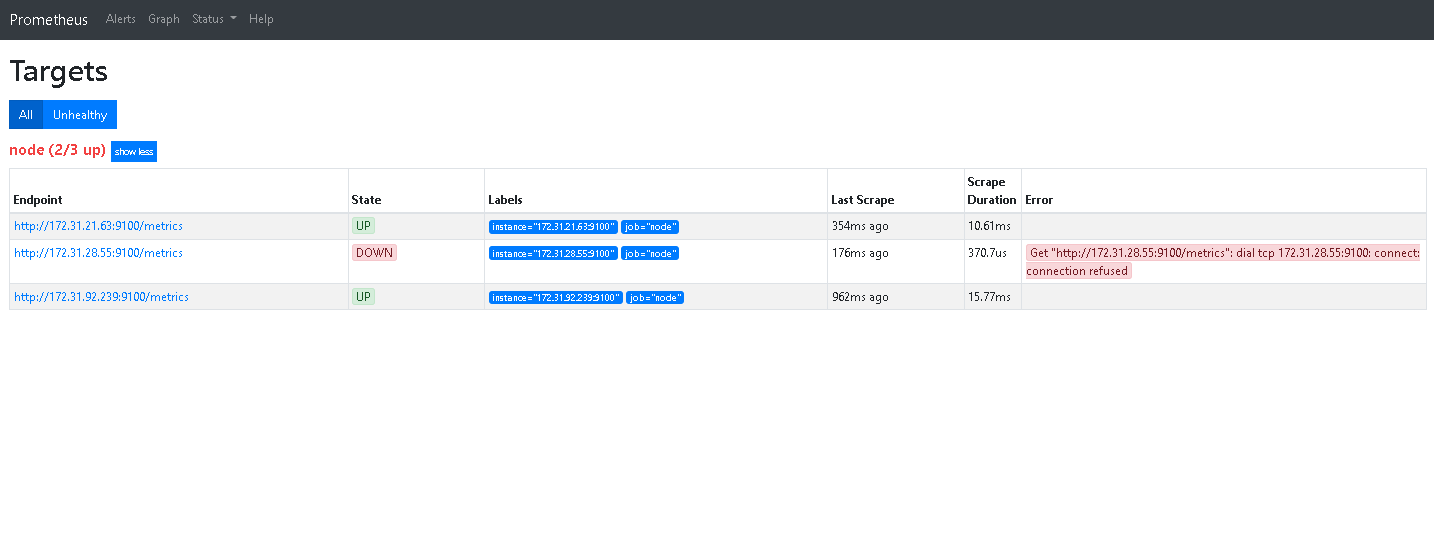 Prometheus Alerts Graph Status Help
Targets
All Unhealthy
node (2/3 up) show less
Endpoint State Labels Last Scrape Scrape Duration Error
http://172.31.21.63:9100/metrics UP instance="172.31.21.63:9100" job="node" 354ms ago 10.61ms
http://172.31.28.55:9100/metrics DOWN instance="172.31.28.55:9100" job="node" 176ms ago 370.7us Get "http://172.31.28.55:9100/metrics": dial tcp 172.31.28.55:9100: connect:
connection refused
http://172.31.92.239:9100/metrics UP instance="172.31.92.239:9100" job="node" 962ms ago 15.77ms